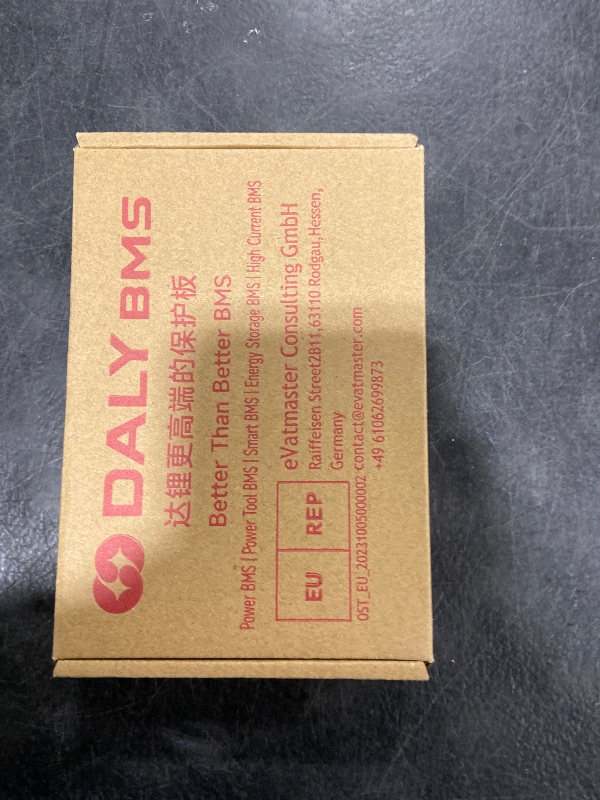 DALY BMS
达锂更高端的保护板
Better Than Better BMS
Power BMS | Power Tool BMS | Smart BMS | Energy Storage BMS | High Current BMS
EU REP
eVatmaster Consulting GmbH
Raiffeisen Street2B11,63110 Rodgau,Hessen,
Germany
OST_EU_20231005000002 contact@evatmaster.com
+49 61062699873